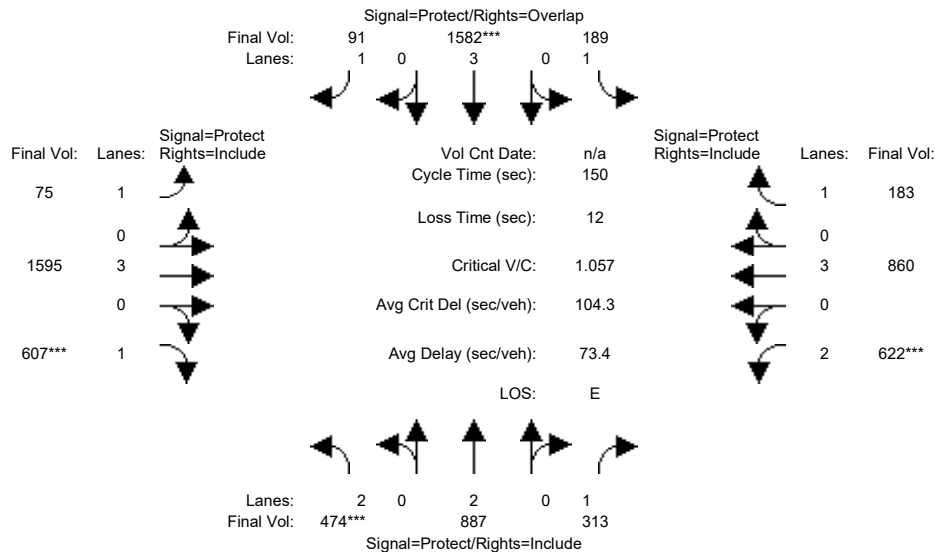 Signal=Protect/Rights=Overlap
Final Vol: 91 1582*** 189
Lanes: 1 0 3 0 1
Signal=Protect Signal=Protect
Final Vol: Lanes: Rights=Include Vol Cnt Date: n/a Rights=Include Lanes: Final Vol:
Cycle Time (sec): 150
75 1 1 183
Loss Time (sec): 12
0 0
1595 3 Critical V/C: 1.057 3 860
0 Avg Crit Del (sec/veh): 104.3 0
607*** 1 Avg Delay (sec/veh): 73.4 2 622***
LOS: E
Lanes: 2 0 2 0 1
Final Vol: 474*** 887 313
Signal=Protect/Rights=Include